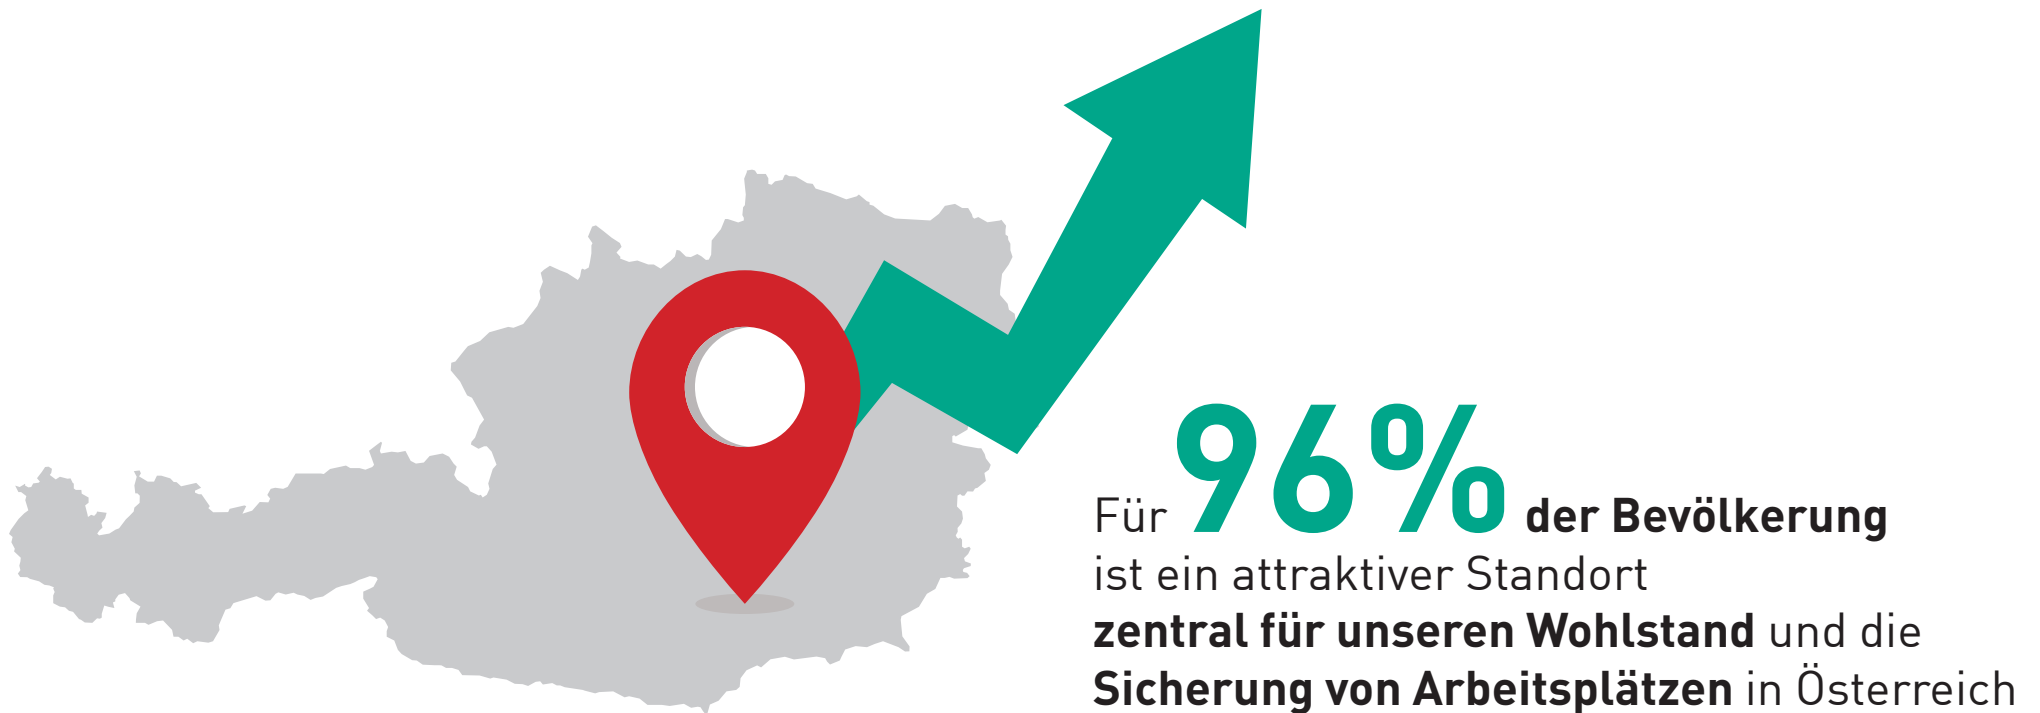 Für 96% der Bevölkerung
ist ein attraktiver Standort
zentral für unseren Wohlstand und die
Sicherung von Arbeitsplätzen in Österreich